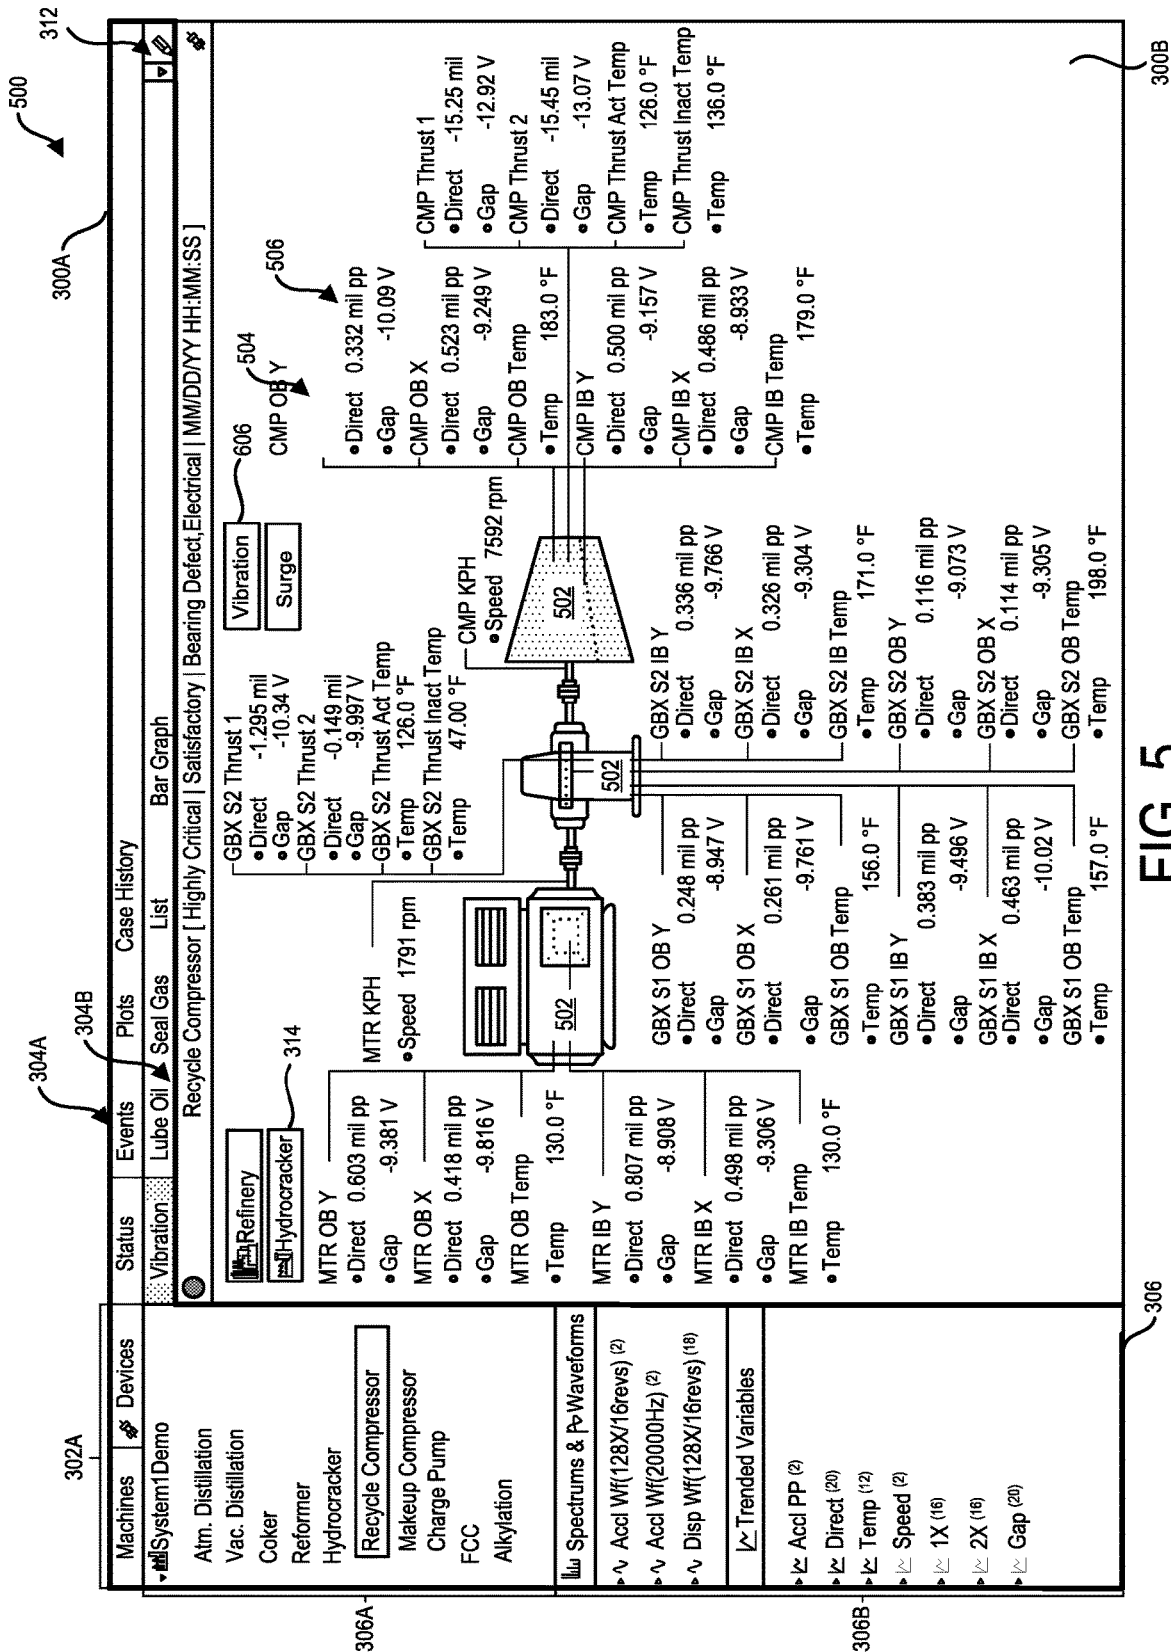 500
300A
312
302A
304A
304B
Machines
Devices
Status
Events
Plots
Case History
System1Demo
Vibration
Lube Oil
Seal Gas
List
Bar Graph
Recycle Compressor [ Highly Critical | Satisfactory | Bearing Defect,Electrical | MM/DD/YY HH:MM:SS ]
306A
Atm. Distillation
Vac. Distillation
Coker
Reformer
Hydrocracker
Recycle Compressor
Makeup Compressor
Charge Pump
FCC
Alkylation
Spectrums & Waveforms
Accl Wf(128X/16revs) (2)
Accl Wf(20000Hz) (2)
Disp Wf(128X/16revs) (18)
306B
Trended Variables
Accl PP (2)
Direct (20)
Temp (12)
Speed (2)
1X (16)
2X (16)
Gap (20)
306
Refinery
Hydrocracker
314
MTR OB Y
• Direct 0.603 mil pp
• Gap -9.381 V
MTR OB X
• Direct 0.418 mil pp
• Gap -9.816 V
MTR OB Temp
• Temp 130.0 °F
MTR IB Y
• Direct 0.807 mil pp
• Gap -8.908 V
MTR IB X
• Direct 0.498 mil pp
• Gap -9.306 V
MTR IB Temp
• Temp 130.0 °F
MTR KPH
• Speed 1791 rpm
502
GBX S2 Thrust 1
• Direct -1.295 mil
• Gap -10.34 V
GBX S2 Thrust 2
• Direct -0.149 mil
• Gap -9.997 V
GBX S2 Thrust Act Temp
• Temp 126.0 °F
GBX S2 Thrust Inact Temp
• Temp 47.00 °F
502
GBX S1 OB Y
• Direct 0.248 mil pp
• Gap -8.947 V
GBX S1 OB X
• Direct 0.261 mil pp
• Gap -9.761 V
GBX S1 OB Temp
• Temp 156.0 °F
GBX S1 IB Y
• Direct 0.383 mil pp
• Gap -9.496 V
GBX S1 IB X
• Direct 0.463 mil pp
• Gap -10.02 V
GBX S1 OB Temp
• Temp 157.0 °F
GBX S2 IB Y
• Direct 0.336 mil pp
• Gap -9.766 V
GBX S2 IB X
• Direct 0.326 mil pp
• Gap -9.304 V
GBX S2 IB Temp
• Temp 171.0 °F
GBX S2 OB Y
• Direct 0.116 mil pp
• Gap -9.073 V
GBX S2 OB X
• Direct 0.114 mil pp
• Gap -9.305 V
GBX S2 OB Temp
• Temp 198.0 °F
Vibration
Surge
606
CMP KPH
• Speed 7592 rpm
502
504
506
CMP OB Y
• Direct 0.332 mil pp
• Gap -10.09 V
CMP OB X
• Direct 0.523 mil pp
• Gap -9.249 V
CMP OB Temp
• Temp 183.0 °F
CMP IB Y
• Direct 0.500 mil pp
• Gap -9.157 V
CMP IB X
• Direct 0.486 mil pp
• Gap -8.933 V
CMP IB Temp
• Temp 179.0 °F
CMP Thrust 1
• Direct -15.25 mil
• Gap -12.92 V
CMP Thrust 2
• Direct -15.45 mil
• Gap -13.07 V
CMP Thrust Act Temp
• Temp 126.0 °F
CMP Thrust Inact Temp
• Temp 136.0 °F
300B
FIG. 5